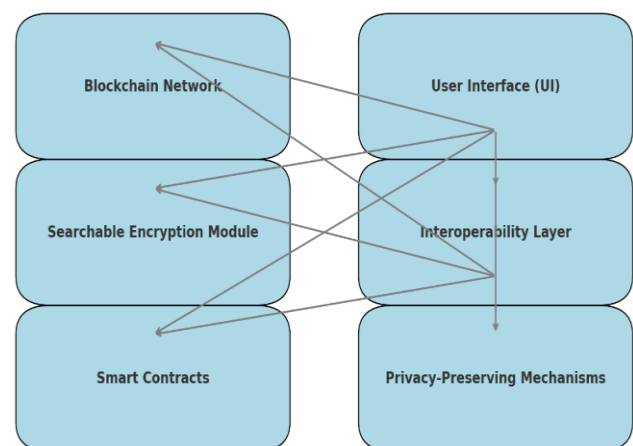 Blockchain Network
User Interface (UI)
Searchable Encryption Module
Interoperability Layer
Smart Contracts
Privacy-Preserving Mechanisms